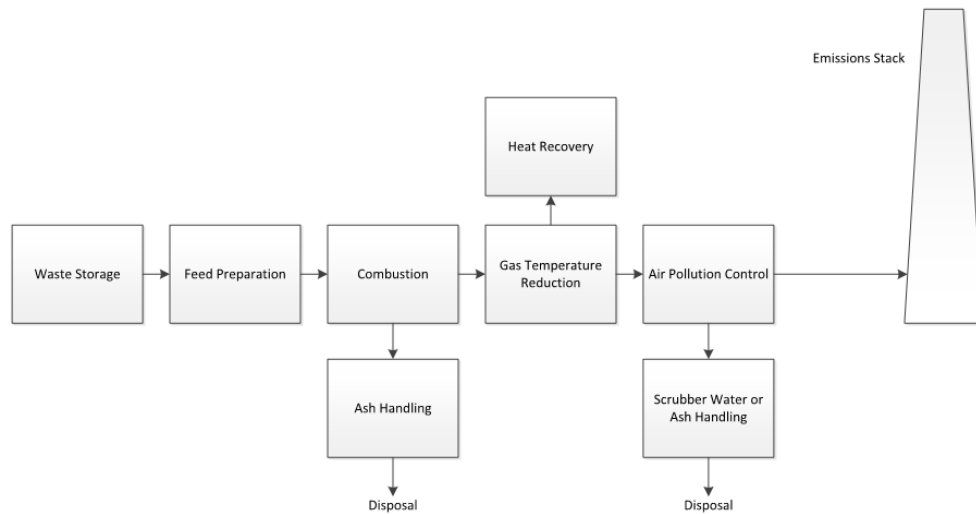 Emissions Stack
Heat Recovery
Waste Storage
Feed Preparation
Combustion
Gas Temperature
Reduction
Air Pollution Control
Ash Handling
Scrubber Water or
Ash Handling
Disposal
Disposal